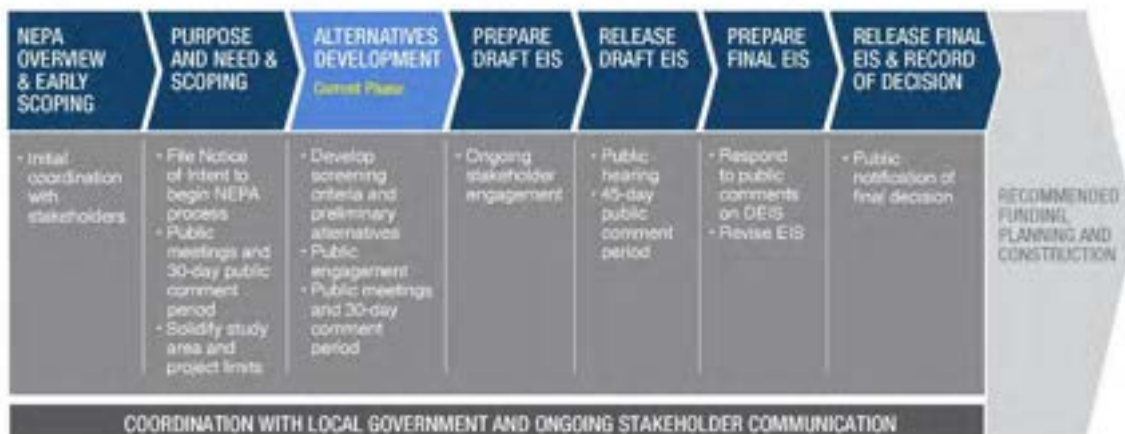 NEPA
OVERVIEW
& EARLY
SCOPING
PURPOSE
AND NEED &
SCOPING
ALTERNATIVES
DEVELOPMENT
Current Phase
PREPARE
DRAFT EIS
RELEASE
DRAFT EIS
PREPARE
FINAL EIS
RELEASE FINAL
EIS & RECORD
OF DECISION
• Initial
coordination
with
stakeholders
• File Notice
of Intent to
begin NEPA
process
• Public
meetings and
30-day public
comment
period
• Solidify study
area and
project limits
• Develop
screening
criteria and
preliminary
alternatives
• Public
engagement
• Public meetings
and 30-day
comment
period
• Ongoing
stakeholder
engagement
• Public
hearing
• 45-day
public
comment
period
• Respond
to public
comments
on DEIS
• Revise EIS
• Public
notification of
final decision
RECOMMENDED
FUNDING,
PLANNING AND
CONSTRUCTION
COORDINATION WITH LOCAL GOVERNMENT AND ONGOING STAKEHOLDER COMMUNICATION